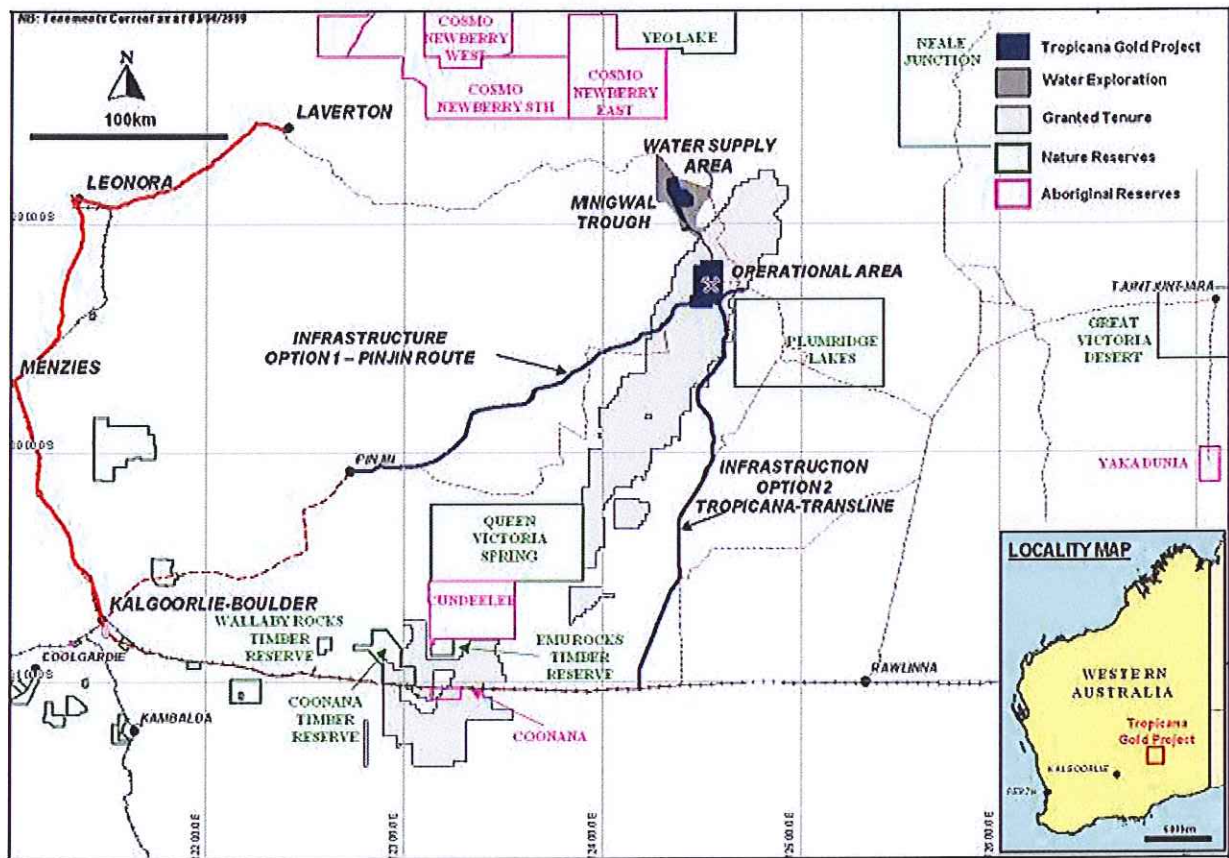 NB: Tenements Current as at 03/04/2009
N
100km
COSMO
NEWBERRY
WEST
YEO LAKE
COSMO
NEWBERRY STH
COSMO
NEWBERRY
EAST
NEALE
JUNCTION
Tropicana Gold Project
Water Exploration
Granted Tenure
Nature Reserves
Aboriginal Reserves
LAVERTON
LEONORA
WATER SUPPLY
AREA
MINIGWAL
TROUGH
OPERATIONAL AREA
INFRASTRUCTURE
OPTION 1 – PINJIN ROUTE
PLUMRIDGE
LAKES
GREAT
VICTORIA
DESERT
MENZIES
PINJIN
YAKADUNIA
INFRASTRUCTION
OPTION 2
TROPICANA-TRANSLINE
QUEEN
VICTORIA
SPRING
CUNDEELEE
KALGOORLIE-BOULDER
WALLABY ROCKS
TIMBER
RESERVE
EMU ROCKS
TIMBER
RESERVE
COOLGARDIE
RAWLINNA
COONANA
TIMBER
RESERVE
COONANA
KAMBALDA
LOCALITY MAP
WESTERN
AUSTRALIA
Tropicana
Gold Project
KALGOORLIE
PERTH
600km